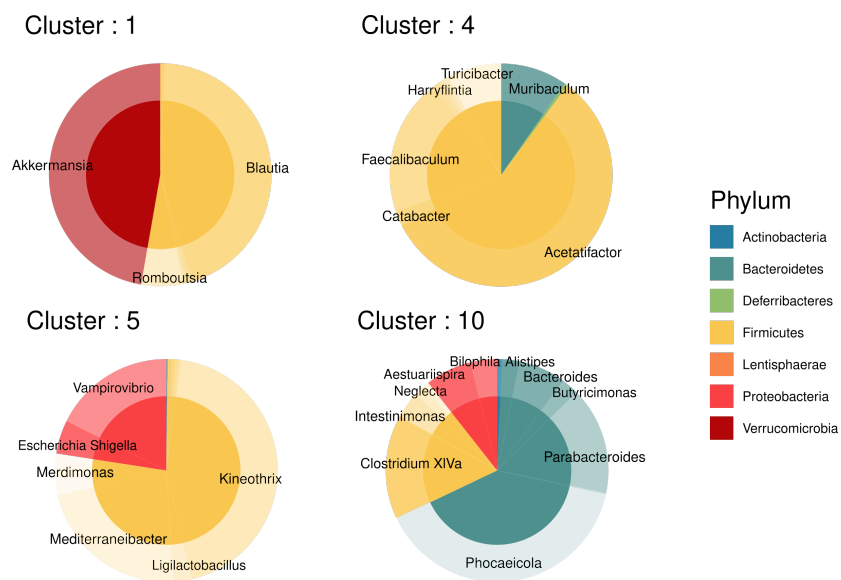 Cluster : 1
Akkermansia
Blautia
Romboutsia
Cluster : 4
Turicibacter
Harryflintia
Muribaculum
Faecalibaculum
Catabacter
Acetatifactor
Cluster : 5
Vampirovibrio
Escherichia Shigella
Merdimonas
Kineothrix
Mediterraneibacter
Ligilactobacillus
Cluster : 10
Bilophila
Alistipes
Aestuariispira
Bacteroides
Neglecta
Butyricimonas
Intestinimonas
Clostridium XIVa
Parabacteroides
Phocaeicola
Phylum
Actinobacteria
Bacteroidetes
Deferribacteres
Firmicutes
Lentisphaerae
Proteobacteria
Verrucomicrobia